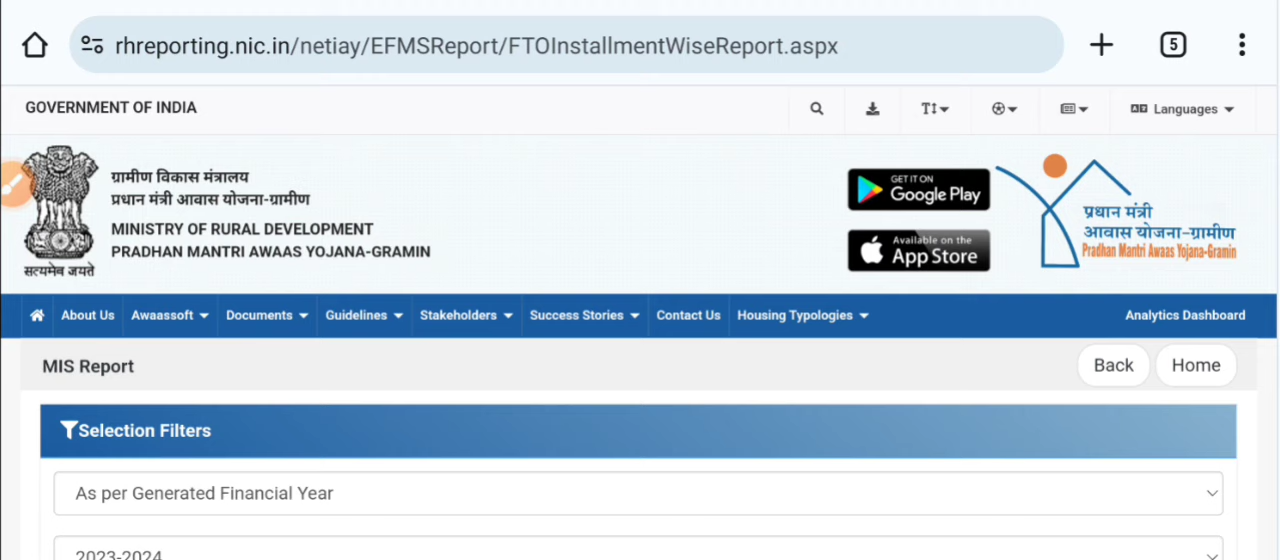 rhreporting.nic.in/netiay/EFMSReport/FTOInstallmentWiseReport.aspx
5
GOVERNMENT OF INDIA
Languages
ग्रामीण विकास मंत्रालय
प्रधान मंत्री आवास योजना-ग्रामीण
MINISTRY OF RURAL DEVELOPMENT
PRADHAN MANTRI AWAAS YOJANA-GRAMIN
सत्यमेव जयते
GET IT ON
Google Play
Available on the
App Store
प्रधान मंत्री
आवास योजना-ग्रामीण
Pradhan Mantri Awaas Yojana-Gramin
About Us Awaassoft Documents Guidelines Stakeholders Success Stories Contact Us Housing Typologies Analytics Dashboard
MIS Report Back Home
Selection Filters
As per Generated Financial Year
2023-2024